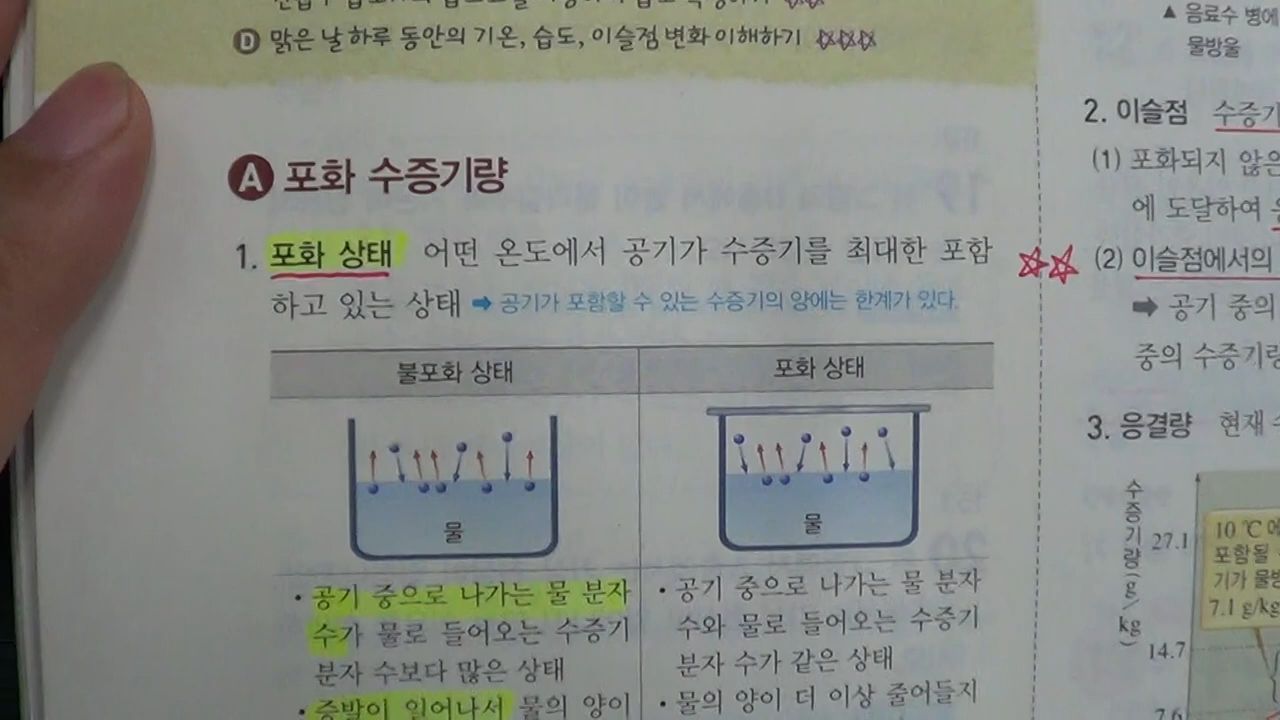 D 맑은 날 하루 동안의 기온, 습도, 이슬점 변화 이해하기
A 포화 수증기량
1. 포화 상태 어떤 온도에서 공기가 수증기를 최대한 포함
하고 있는 상태 ➡ 공기가 포함할 수 있는 수증기의 양에는 한계가 있다.
불포화 상태
포화 상태
물
물
• 공기 중으로 나가는 물 분자
수가 물로 들어오는 수증기
분자 수보다 많은 상태
• 증발이 일어나서 물의 양이
• 공기 중으로 나가는 물 분자
수와 물로 들어오는 수증기
분자 수가 같은 상태
• 물의 양이 더 이상 줄어들지
▲ 음료수 병에
물방울
2. 이슬점 수증기
(1) 포화되지 않은
에 도달하여
(2) 이슬점에서의
➡ 공기 중의
중의 수증기량
3. 응결량 현재
수증기량(g/kg)
27.1
14.7
7.6
10 ℃에
포함될
기가 물방
7.1 g/kg